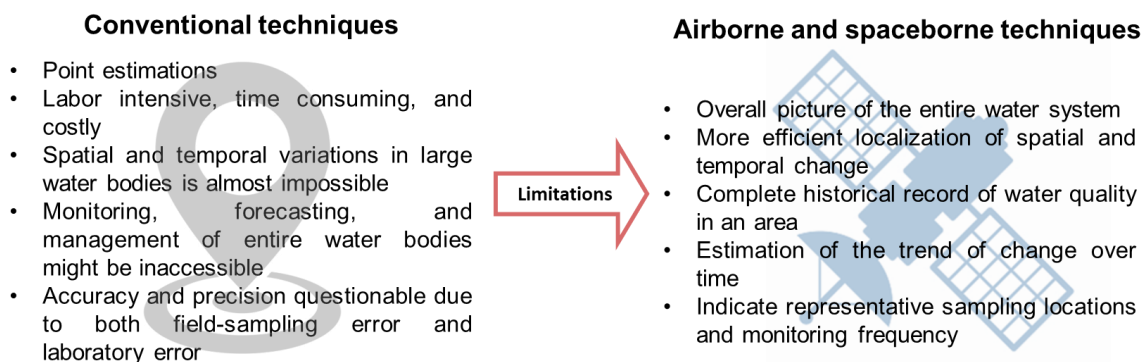 Conventional techniques
• Point estimations
• Labor intensive, time consuming, and
costly
• Spatial and temporal variations in large
water bodies is almost impossible
• Monitoring, forecasting, and
management of entire water bodies
might be inaccessible
• Accuracy and precision questionable due
to both field-sampling error and
laboratory error
Limitations
Airborne and spaceborne techniques
• Overall picture of the entire water system
• More efficient localization of spatial and
temporal change
• Complete historical record of water quality
in an area
• Estimation of the trend of change over
time
• Indicate representative sampling locations
and monitoring frequency